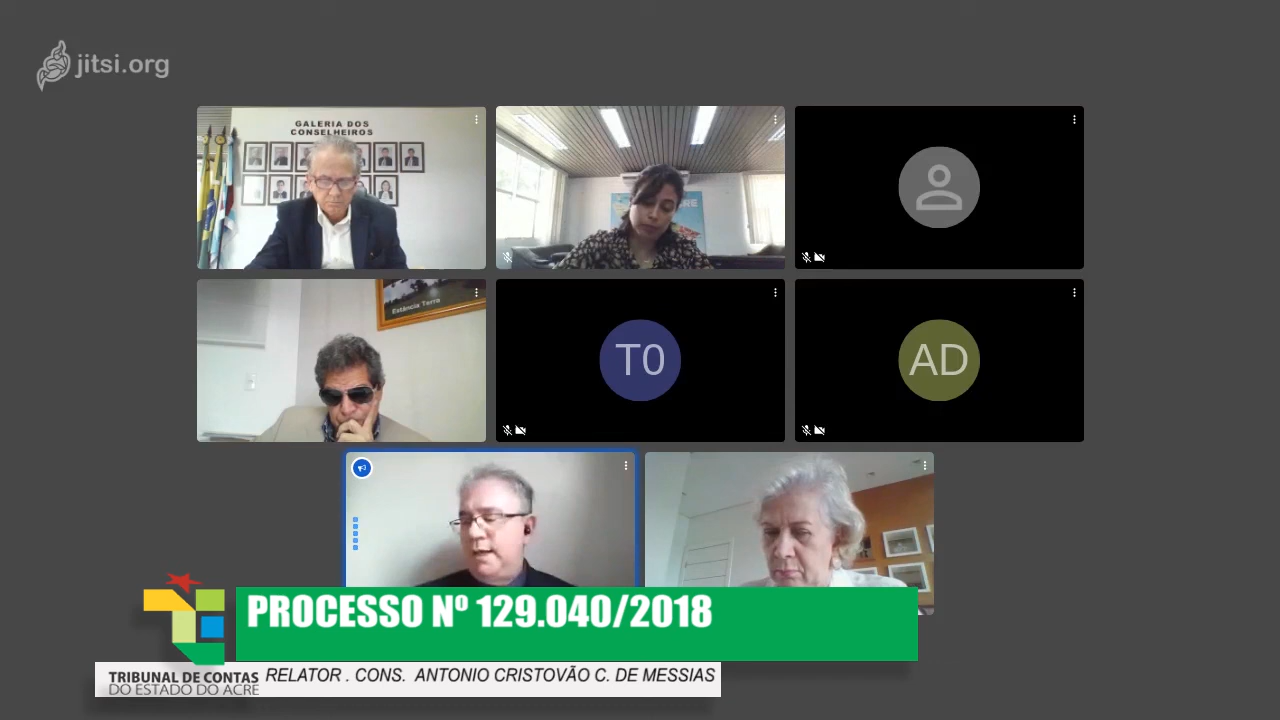 jitsi.org
GALERIA DOS
CONSELHEIROS
RE
Estância Terra
T0
AD
PROCESSO Nº 129.040/2018
TRIBUNAL DE CONTAS
DO ESTADO DO ACRE
RELATOR . CONS. ANTONIO CRISTOVÃO C. DE MESSIAS